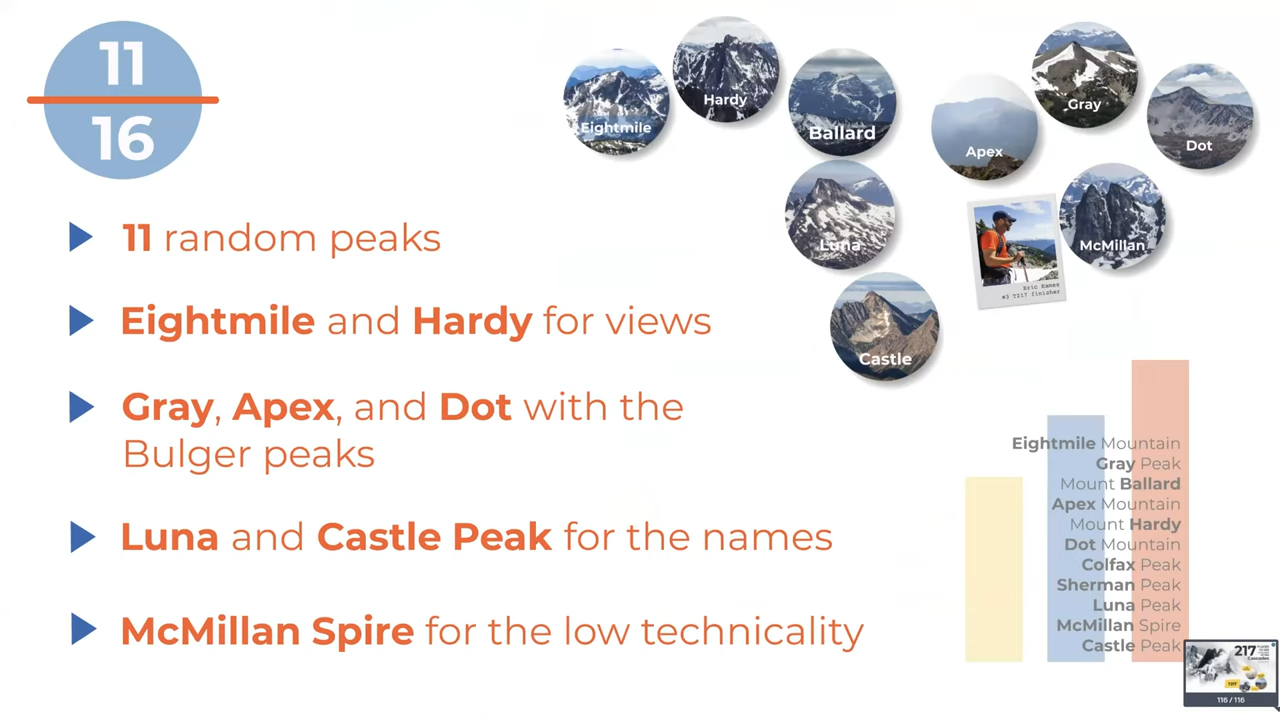 11
16
11 random peaks
Eightmile and Hardy for views
Gray, Apex, and Dot with the
Bulger peaks
Luna and Castle Peak for the names
McMillan Spire for the low technicality
Eightmile
Hardy
Ballard
Apex
Gray
Dot
Luna
McMillan
Castle
Eric Eames
#3 T217 finisher
Eightmile Mountain
Gray Peak
Mount Ballard
Apex Mountain
Mount Hardy
Dot Mountain
Colfax Peak
Sherman Peak
Luna Peak
McMillan Spire
Castle Peak
217
Cascades
T217
116 / 116